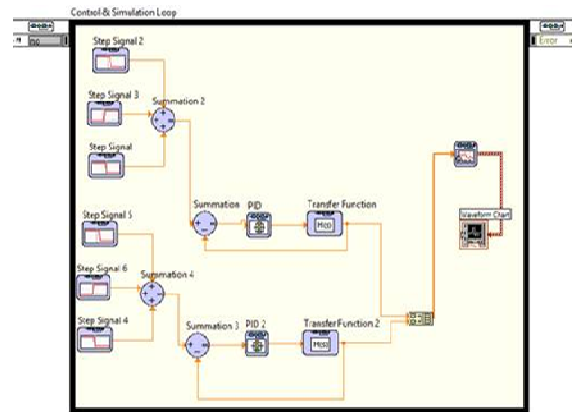 Control & Simulation Loop
Error
Step Signal 2
Step Signal 3
Summation 2
Step Signal
Summation
PID
Transfer Function
Waveform Chart
H(s)
Step Signal 5
Step Signal 6
Summation 4
Step Signal 4
Summation 3
PID 2
Transfer Function 2
H(s)